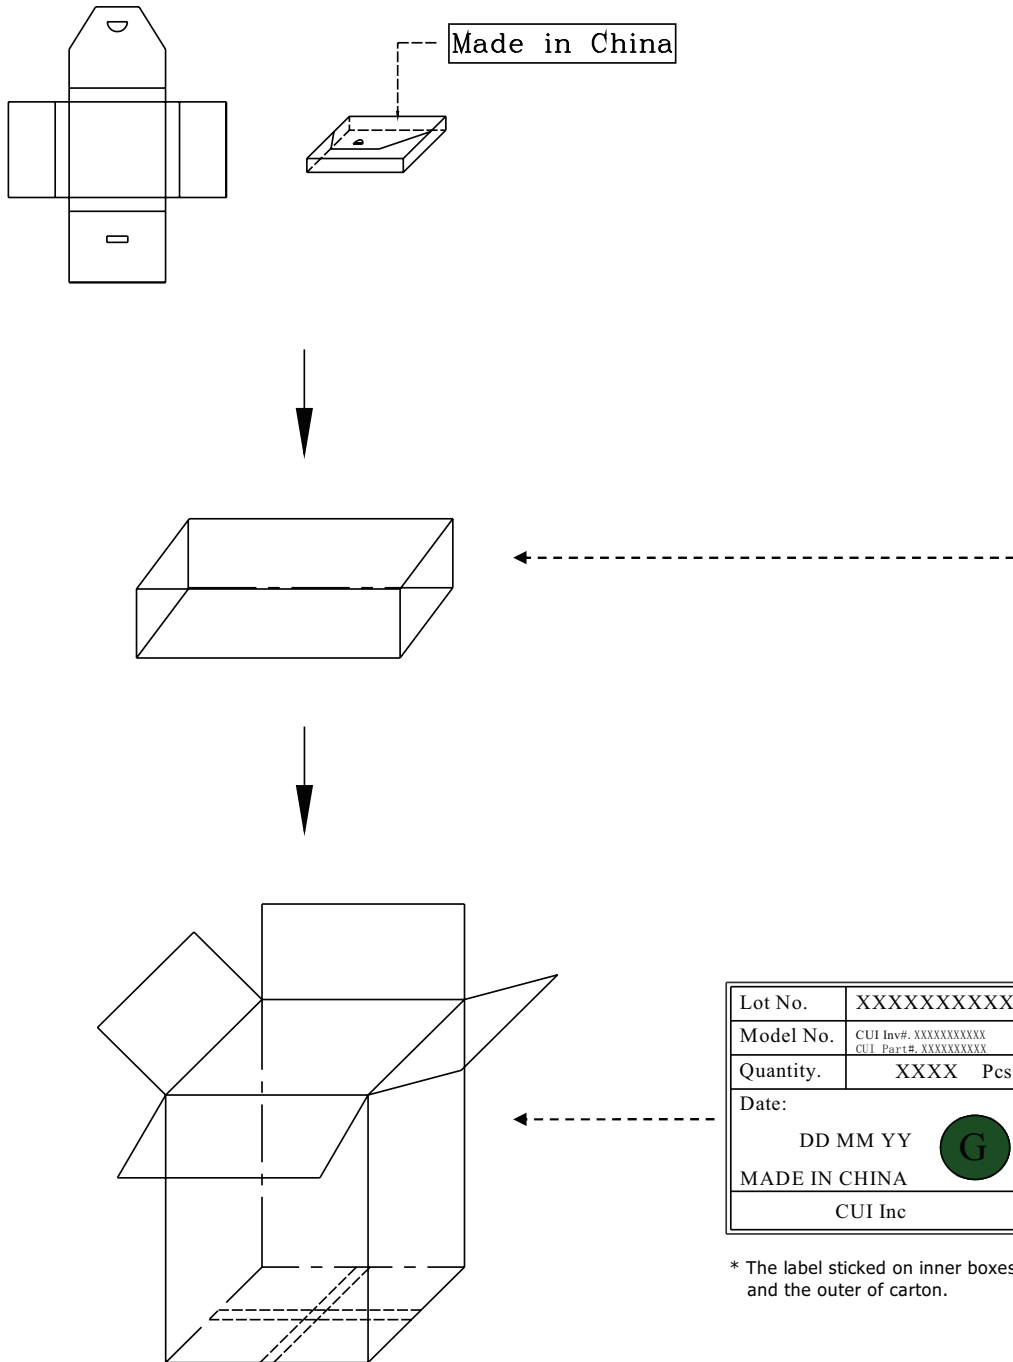 Made in China
Lot No. XXXXXXXXXX
Model No. CUI Inv#. XXXXXXXXXXX
CUI Part#. XXXXXXXXXX
Quantity. XXXX Pcs
Date:
DD MM YY
G
MADE IN CHINA
CUI Inc
* The label sticked on inner boxes
and the outer of carton.